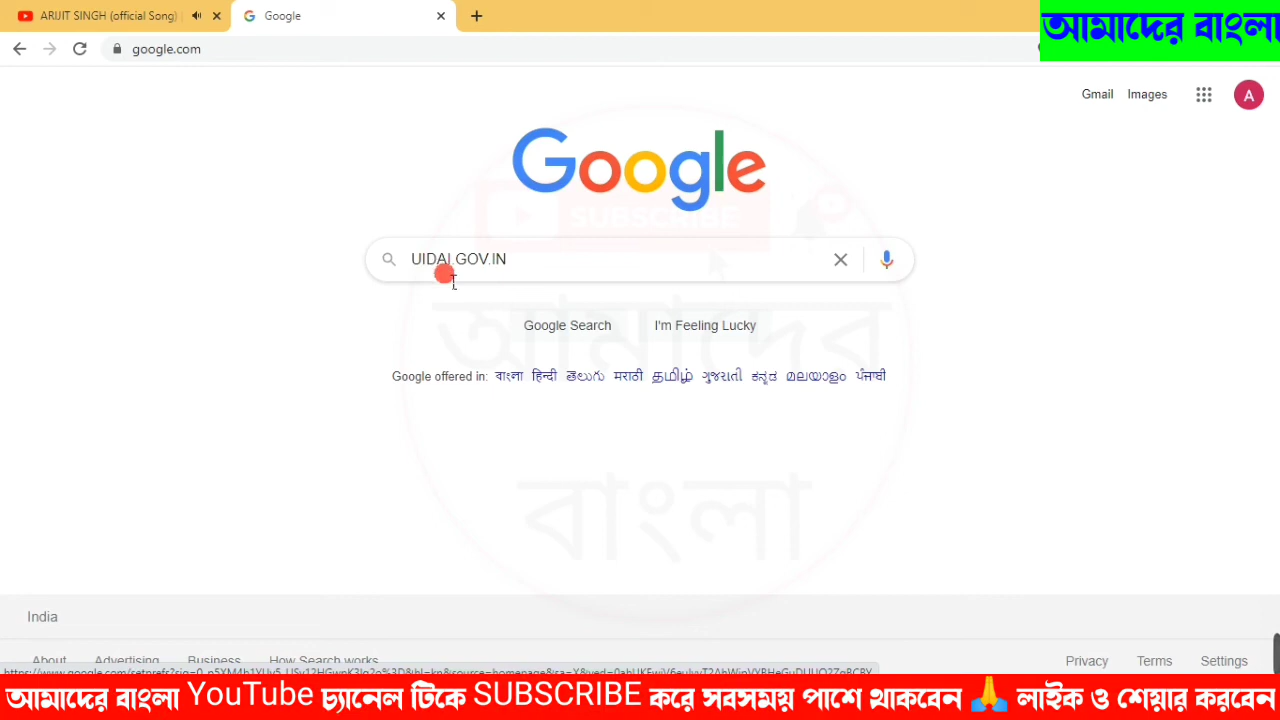 ARIJIT SINGH (official Song)
Google
আমাদের বাংলা
google.com
Gmail Images
A
Google
SUBSCRIBE
UIDAI.GOV.IN
Google Search I'm Feeling Lucky
আমাদের
Google offered in: বাংলা हिन्दी తెలుగు मराठी தமிழ் ગુજરાતી ಕನ್ನಡ മലയാളം ਪੰਜਾਬੀ
বাংলা
India
About Advertising Business How Search works
Privacy Terms Settings
আমাদের বাংলা YouTube চ্যানেল টিকে SUBSCRIBE করে সবসময় পাশে থাকবেন 🙏 লাইক ও শেয়ার করবেন